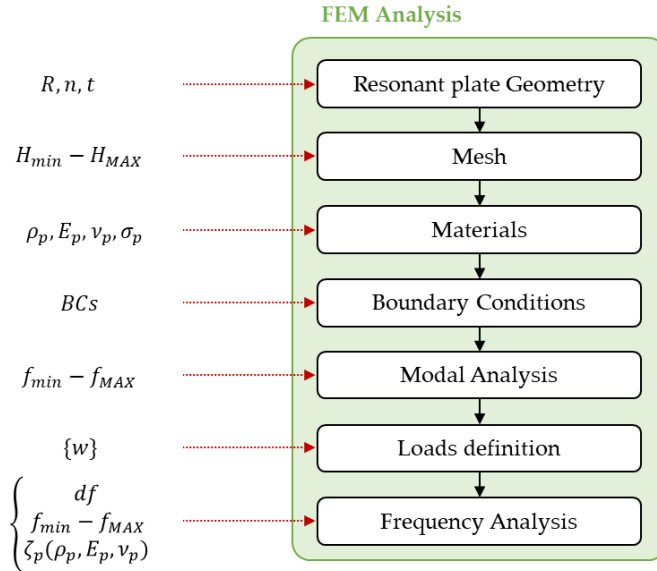 FEM Analysis
R, n, t
Resonant plate Geometry
H_min − H_MAX
Mesh
ρ_p, E_p, ν_p, σ_p
Materials
BCs
Boundary Conditions
f_min − f_MAX
Modal Analysis
{w}
Loads definition
df
f_min − f_MAX
ζ_p(ρ_p, E_p, ν_p)
Frequency Analysis